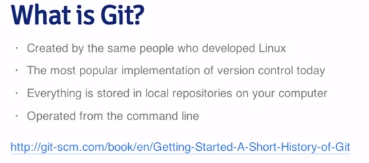 What is Git?
· Created by the same people who developed Linux
· The most popular implementation of version control today
· Everything is stored in local repositories on your computer
· Operated from the command line
http://git-scm.com/book/en/Getting-Started-A-Short-History-of-Git